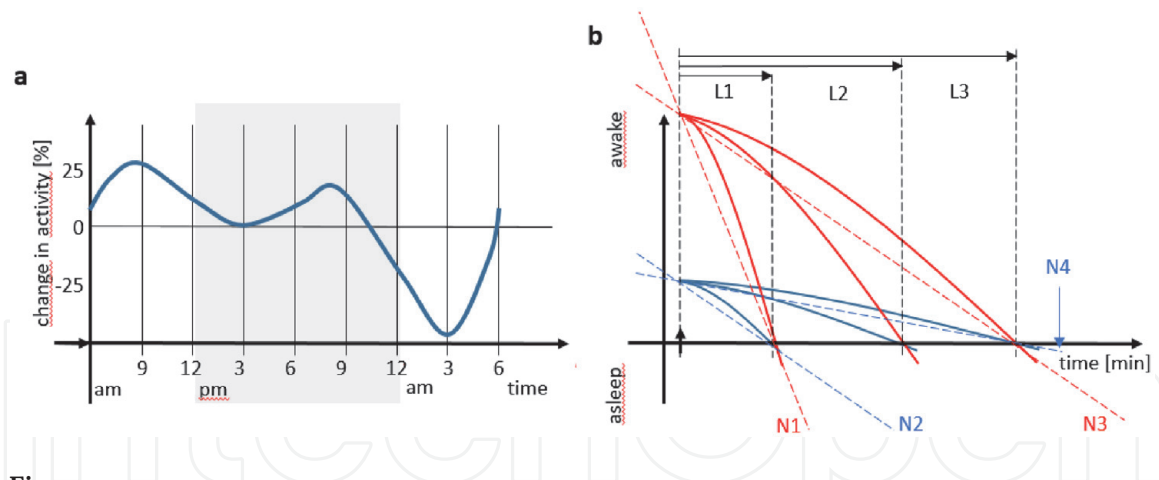 a
change in activity [%]
25
0
-25
9 12 3 6 9 12 3 6
am pm am time
b
awake
asleep
L1 L2 L3
N4
time [min]
N1 N2 N3
intechopen